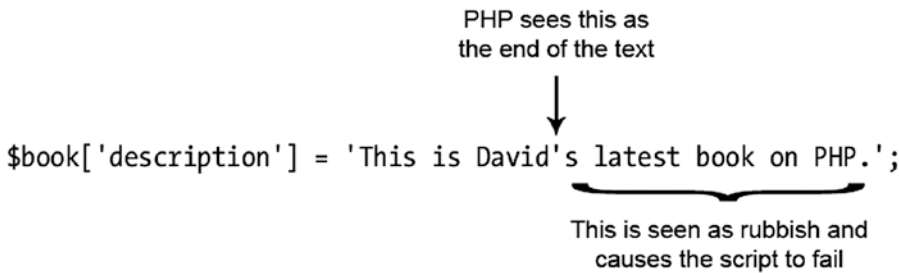 PHP sees this as
the end of the text
$book['description'] = 'This is David's latest book on PHP.';
This is seen as rubbish and
causes the script to fail